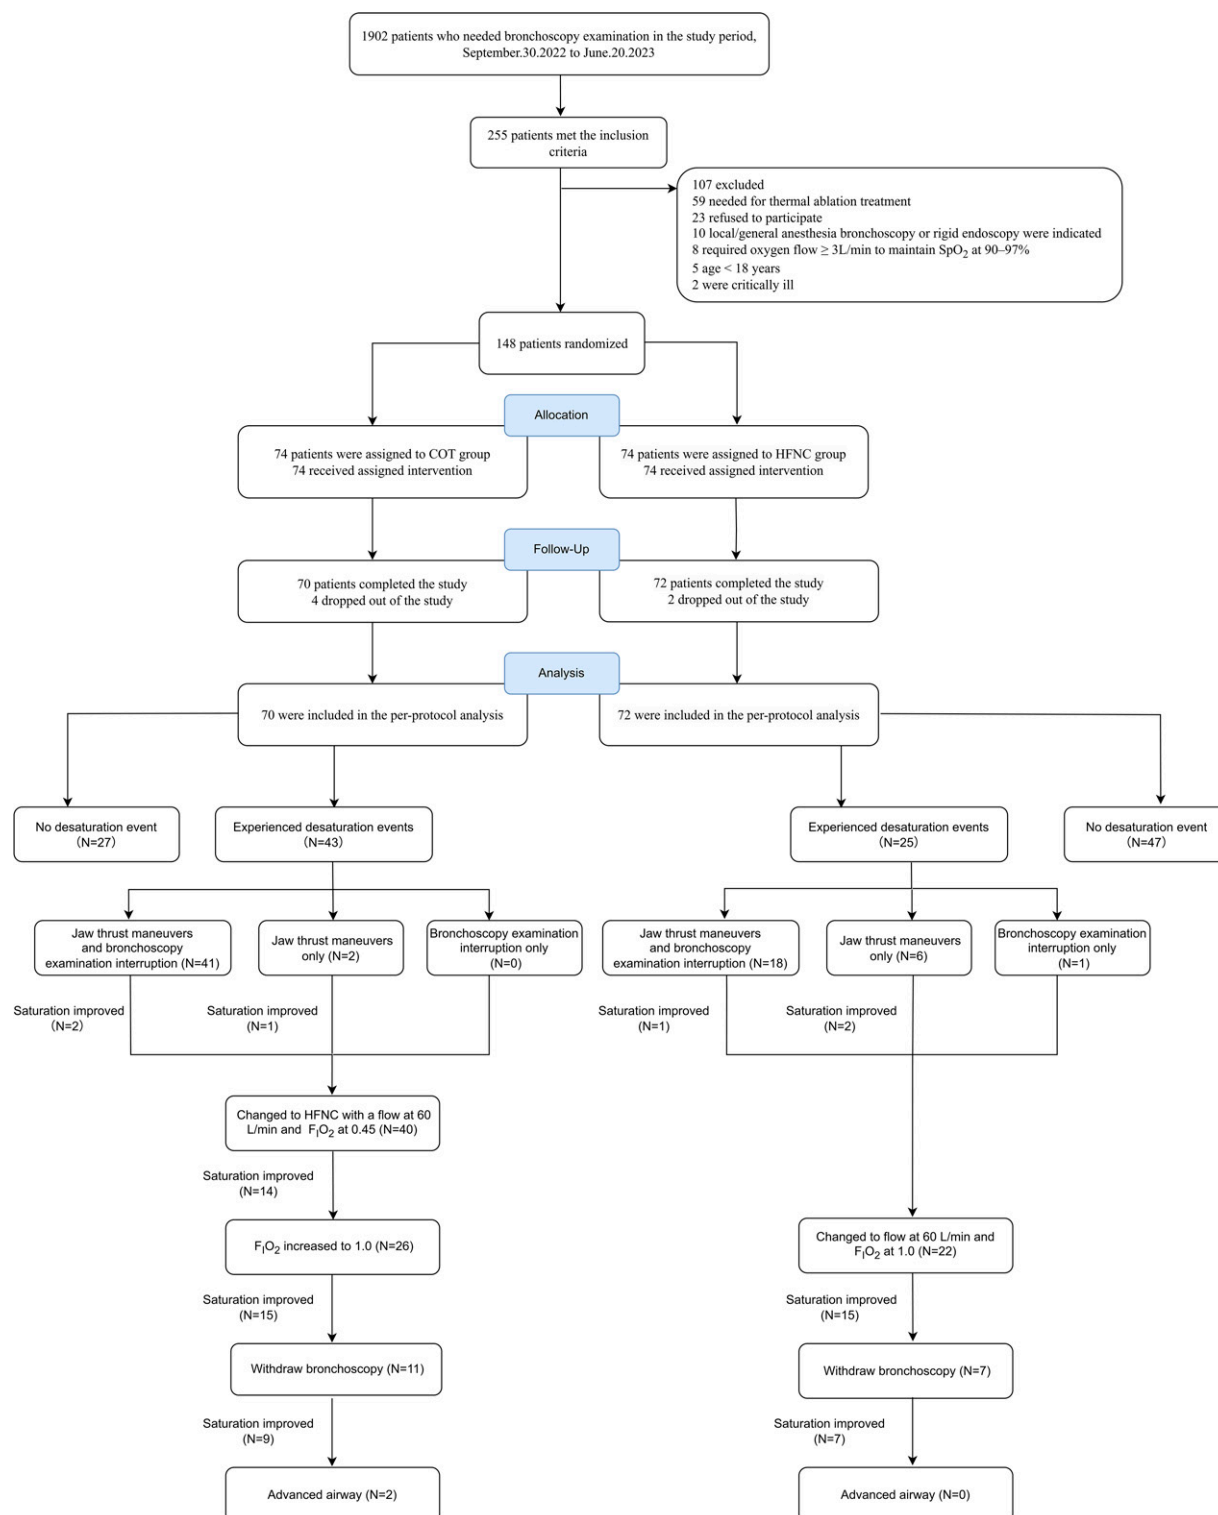 1902 patients who needed bronchoscopy examination in the study period,
September.30.2022 to June.20.2023
255 patients met the inclusion
criteria
107 excluded
59 needed for thermal ablation treatment
23 refused to participate
10 local/general anesthesia bronchoscopy or rigid endoscopy were indicated
8 required oxygen flow ≥ 3L/min to maintain SpO₂ at 90–97%
5 age < 18 years
2 were critically ill
148 patients randomized
Allocation
74 patients were assigned to COT group
74 received assigned intervention
74 patients were assigned to HFNC group
74 received assigned intervention
Follow-Up
70 patients completed the study
4 dropped out of the study
72 patients completed the study
2 dropped out of the study
Analysis
70 were included in the per-protocol analysis
72 were included in the per-protocol analysis
No desaturation event
(N=27)
Experienced desaturation events
(N=43)
Experienced desaturation events
(N=25)
No desaturation event
(N=47)
Jaw thrust maneuvers
and bronchoscopy
examination interruption (N=41)
Jaw thrust maneuvers
only (N=2)
Bronchoscopy examination
interruption only
(N=0)
Jaw thrust maneuvers
and bronchoscopy
examination interruption (N=18)
Jaw thrust maneuvers
only (N=6)
Bronchoscopy examination
interruption only
(N=1)
Saturation improved
(N=2)
Saturation improved
(N=1)
Saturation improved
(N=1)
Saturation improved
(N=2)
Changed to HFNC with a flow at 60
L/min and FIO₂ at 0.45 (N=40)
Saturation improved
(N=14)
FIO₂ increased to 1.0 (N=26)
Changed to flow at 60 L/min and
FIO₂ at 1.0 (N=22)
Saturation improved
(N=15)
Saturation improved
(N=15)
Withdraw bronchoscopy (N=11)
Withdraw bronchoscopy (N=7)
Saturation improved
(N=9)
Saturation improved
(N=7)
Advanced airway (N=2)
Advanced airway (N=0)